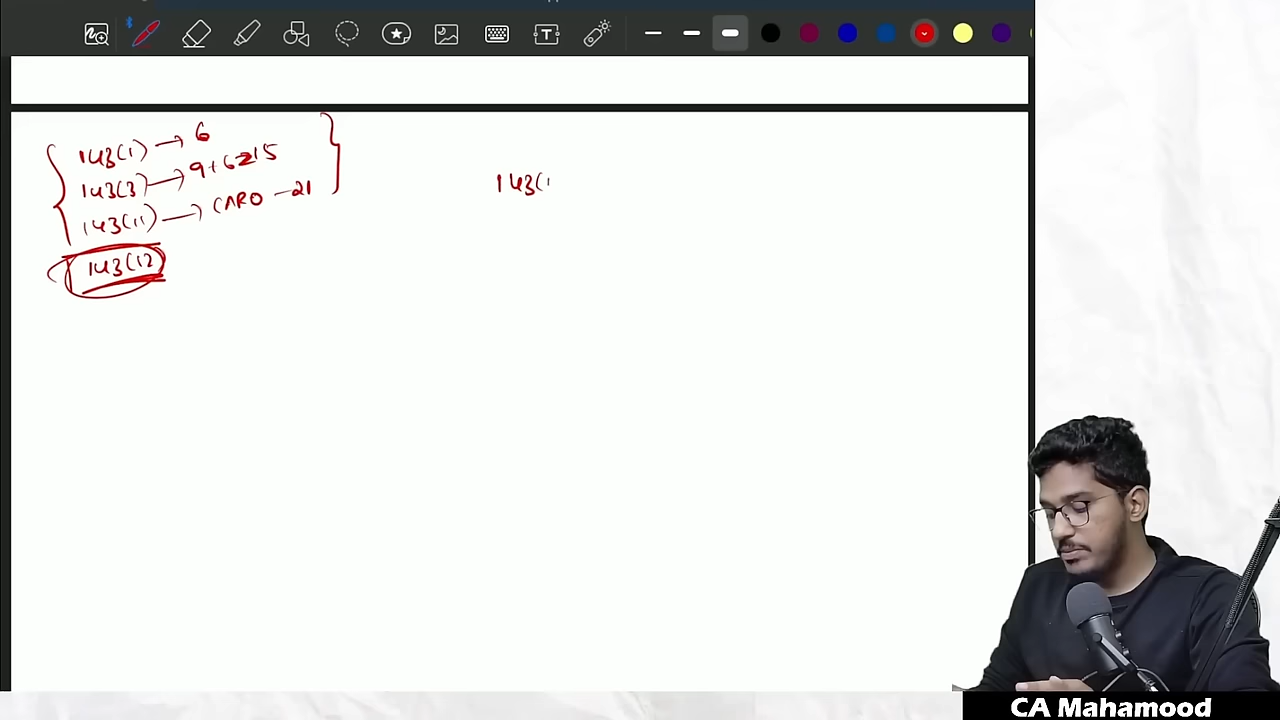 143(1) → 6
143(3) → 9+6=15
143(11) → CARO - 21
143(12)
143(1
CA Mahamood